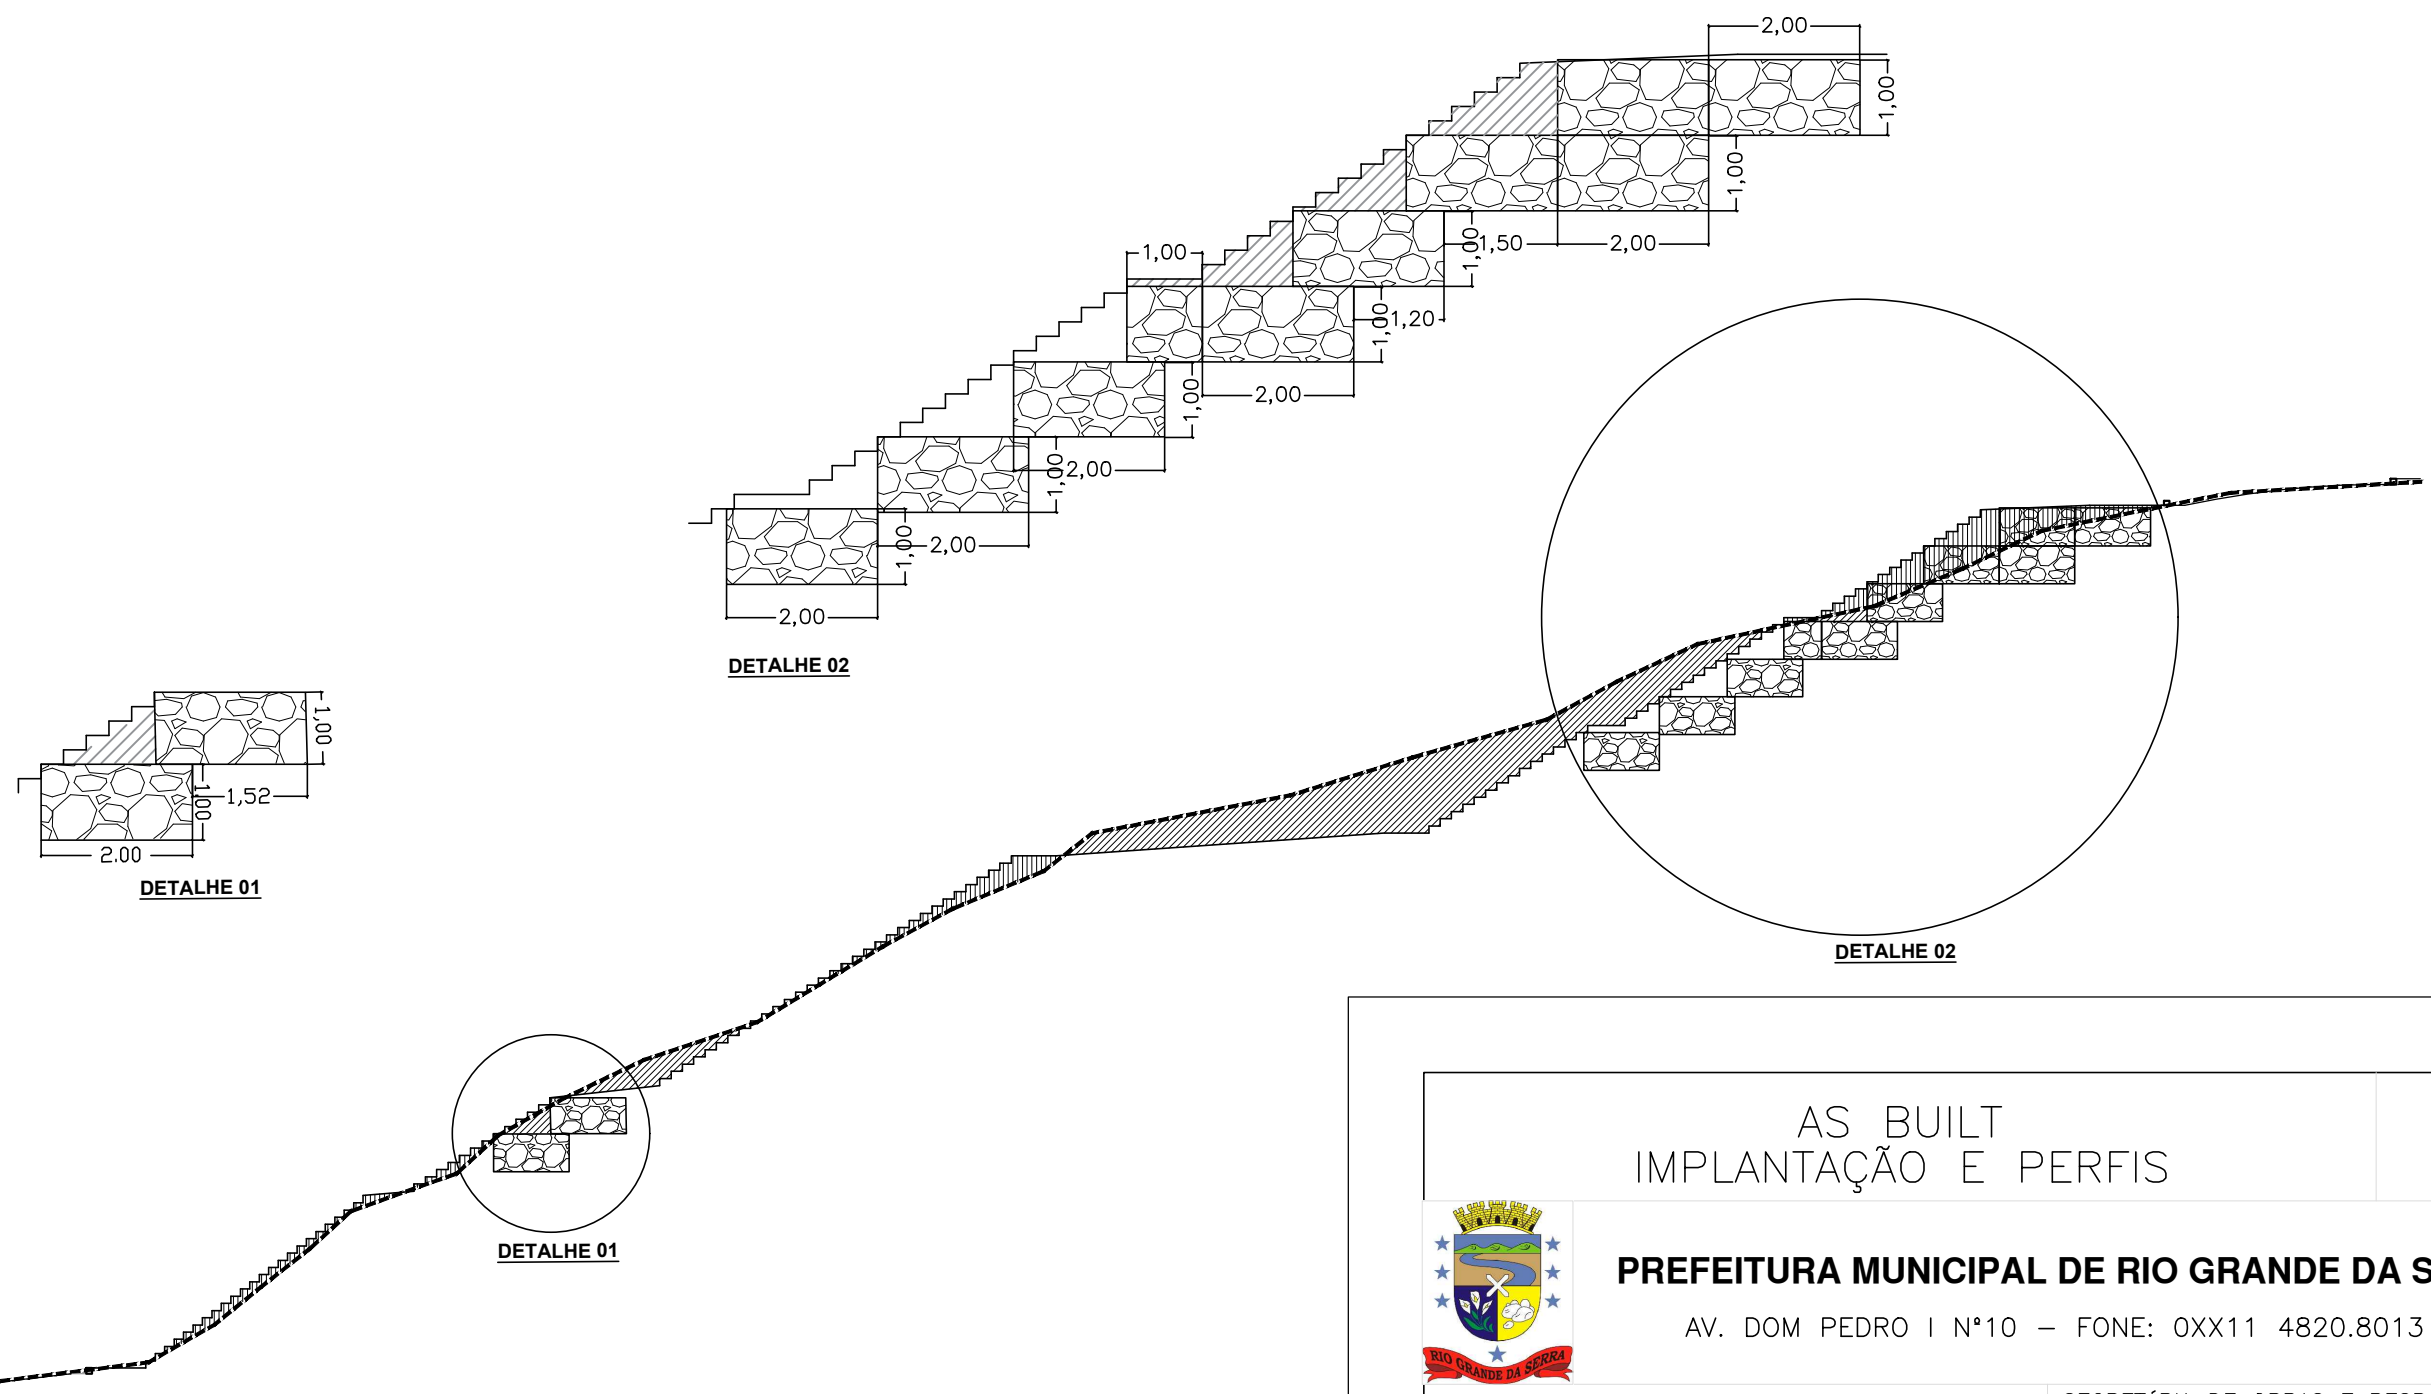 2,00
1,00
1,00
1,00
1,50
2,00
1,00
1,00
1,20
2,00
1,00
2,00
1,00
2,00
1,00
2,00
DETALHE 02
1,00
1,00
1,52
2.00
DETALHE 01
DETALHE 02
DETALHE 01
AS BUILT
IMPLANTAÇÃO E PERFIS
PREFEITURA MUNICIPAL DE RIO GRANDE DA S
AV. DOM PEDRO I Nº10 – FONE: 0XX11 4820.8013
RIO GRANDE DA SERRA